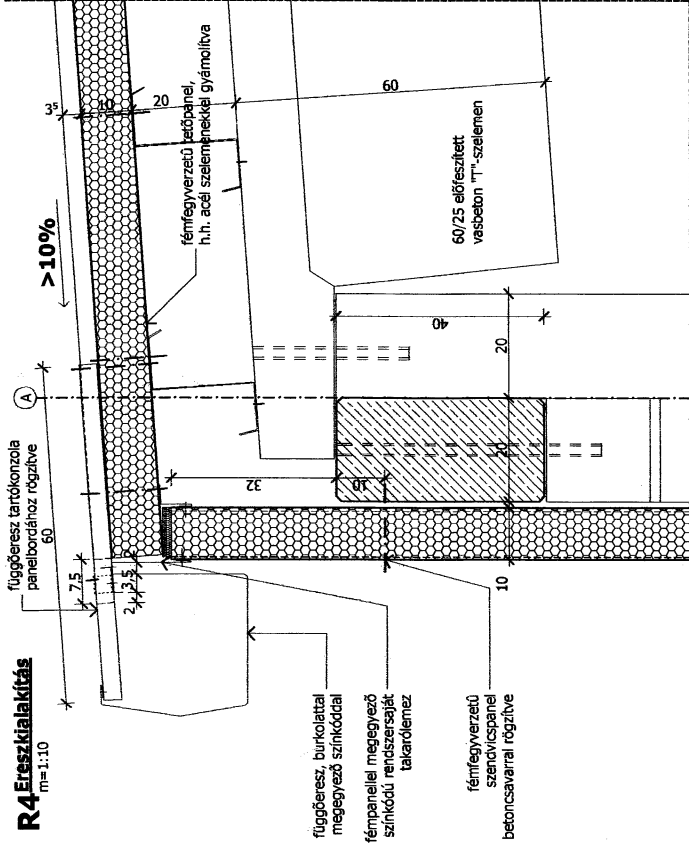 R4 Ereszkialakítás
m=1:10
>10%
függőeresz tartókonzola
panelbordához rögzítve
60
A
7.5
2
3.5
2
3⁵
10
20
60
fémfegyverzetű tetőpanel,
h.h. acél szelemenekkel gyámolítva
60/25 előfeszített
vasbeton "T"-szelemen
40
20
20
32
10
10
függőeresz, burkolattal
megegyező színkóddal
fémpanellel megegyező
színkódú rendszersaját
takarólemez
fémfegyverzetű
szendvicspanel
betoncsavarral rögzítve